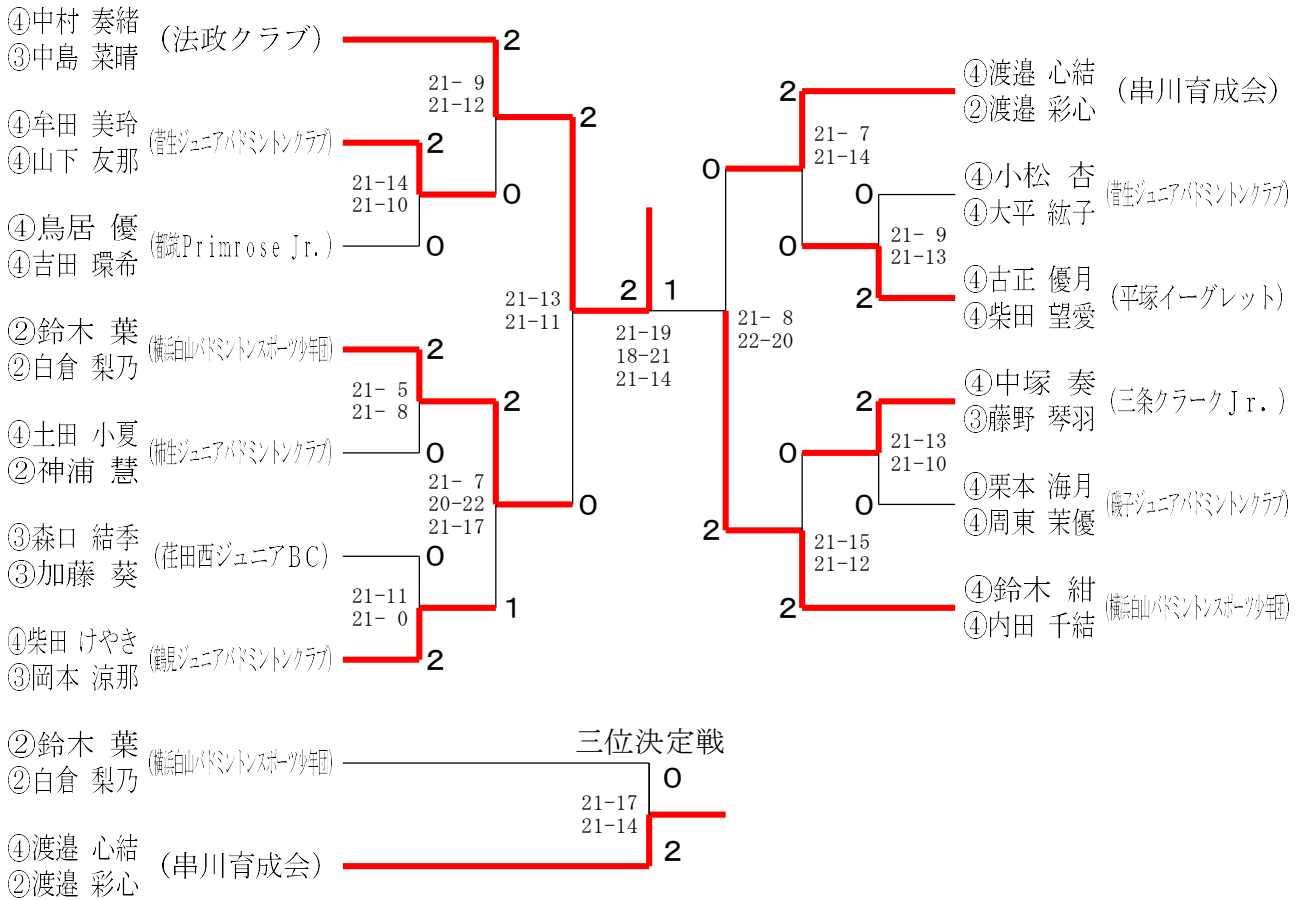 ④中村 奏緒
③中島 菜晴
(法政クラブ)
④牟田 美玲
④山下 友那
(菅生ジュニアバドミントンクラブ)
④鳥居 優
④吉田 環希
(都筑Primrose Jr.)
②鈴木 葉
②白倉 梨乃
(横浜白山バドミントンスポーツ少年団)
④土田 小夏
②神浦 慧
(柿生ジュニアバドミントンクラブ)
③森口 結季
③加藤 葵
(荏田西ジュニアBC)
④柴田 けやき
③岡本 涼那
(鶴見ジュニアバドミントンクラブ)
2
21- 9
21-12
2
2
21-14
21-10
0
0
2
21- 5
21- 8
2
0
21- 7
20-22
21-17
0
0
21-11
21- 0
1
2
21-13
21-11
2 1
21-19
18-21
21-14
④渡邉 心結
②渡邉 彩心
(串川育成会)
④小松 杏
④大平 紘子
(菅生ジュニアバドミントンクラブ)
④古正 優月
④柴田 望愛
(平塚イーグレット)
④中塚 奏
③藤野 琴羽
(三条クラークJr.)
④栗本 海月
④周東 茉優
(磯子ジュニアバドミントンクラブ)
④鈴木 紺
④内田 千結
(横浜白山バドミントンスポーツ少年団)
2
21- 7
21-14
0
0
0
21- 9
21-13
2
21- 8
22-20
2
0
21-13
21-10
0
2
21-15
21-12
2
三位決定戦
②鈴木 葉
②白倉 梨乃
(横浜白山バドミントンスポーツ少年団)
0
21-17
21-14
④渡邉 心結
②渡邉 彩心
(串川育成会)
2